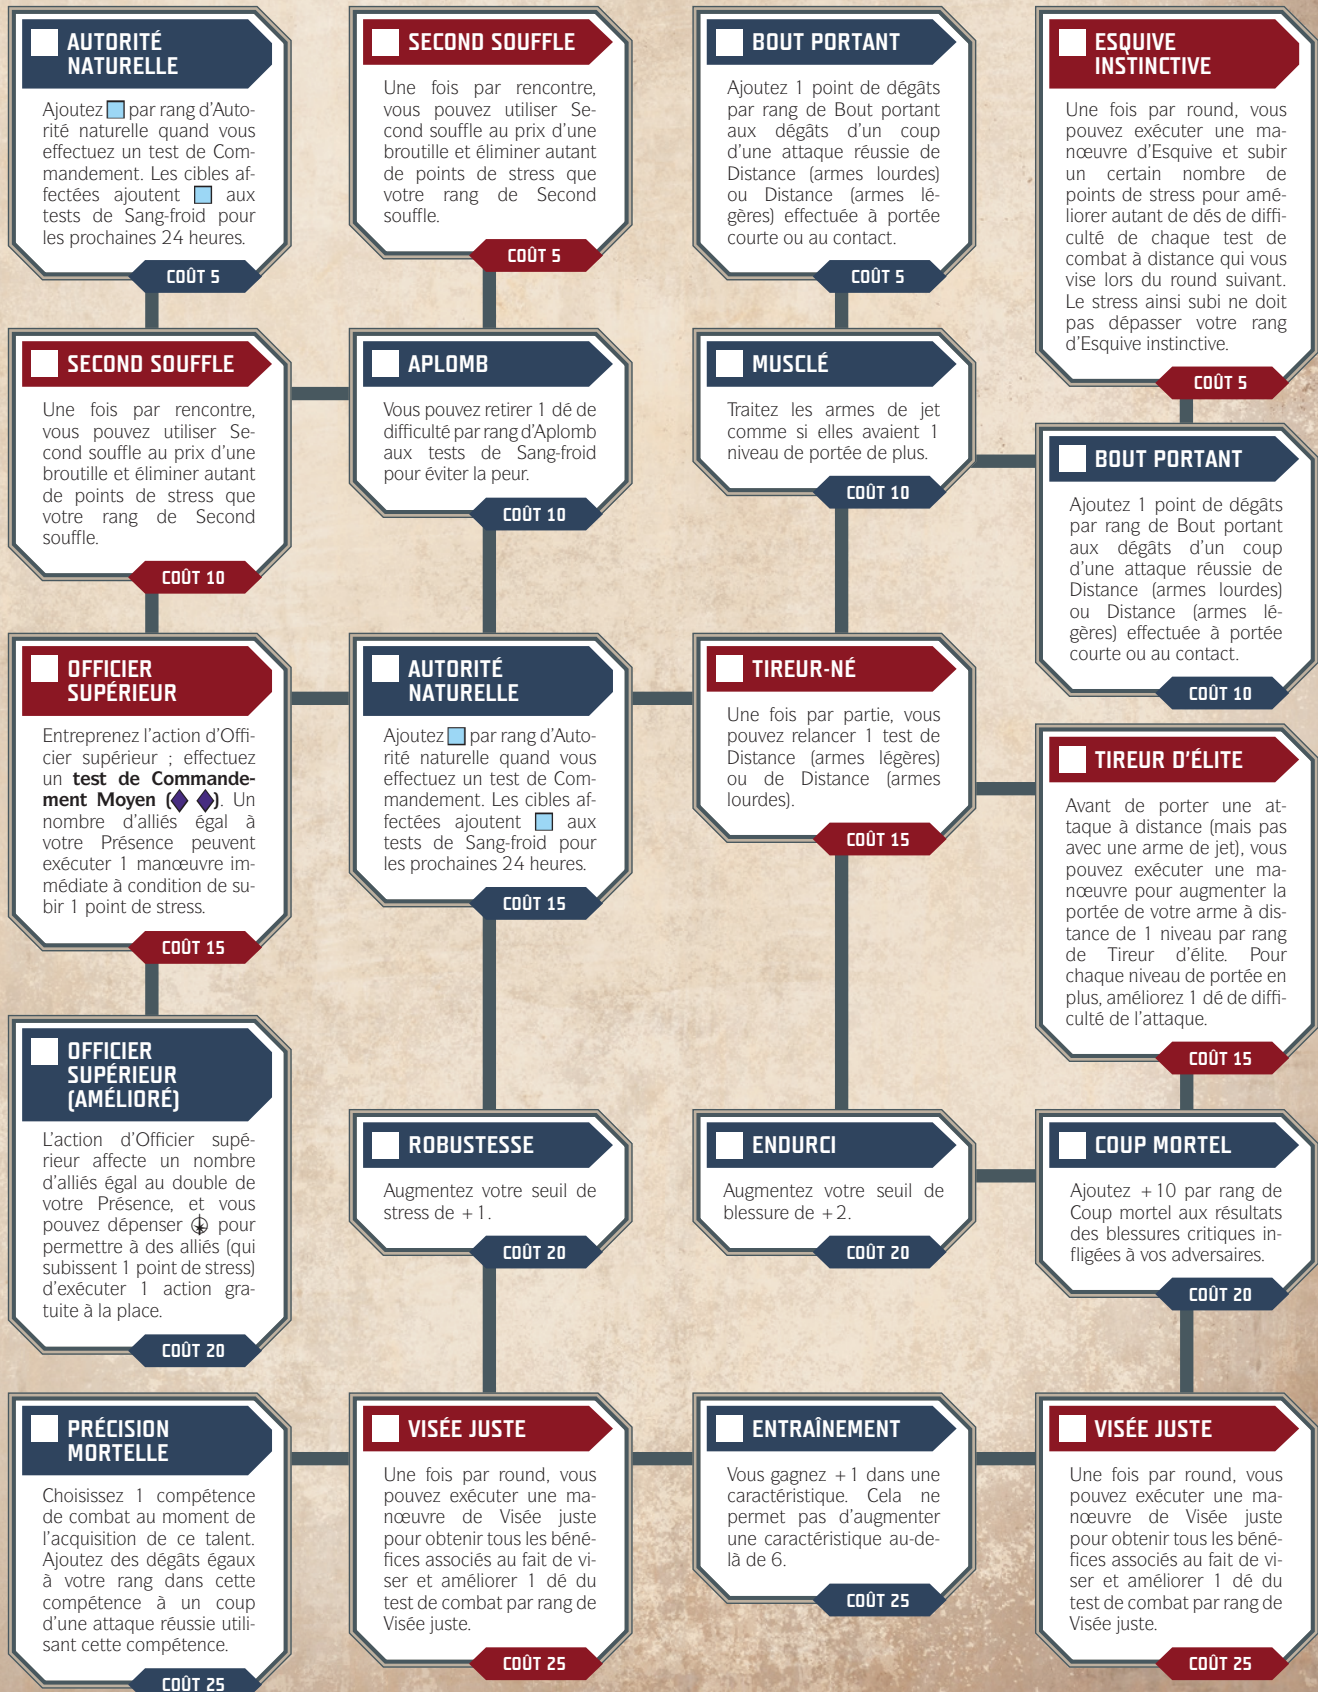 AUTORITÉ
NATURELLE
Ajoutez par rang d'Auto-
rité naturelle quand vous
effectuez un test de Com-
mandement. Les cibles af-
fectées ajoutent aux
tests de Sang-froid pour
les prochaines 24 heures.
COÛT 5
SECOND SOUFFLE
Une fois par rencontre,
vous pouvez utiliser Se-
cond souffle au prix d'une
broutille et éliminer autant
de points de stress que
votre rang de Second
souffle.
COÛT 5
BOUT PORTANT
Ajoutez 1 point de dégâts
par rang de Bout portant
aux dégâts d'un coup
d'une attaque réussie de
Distance (armes lourdes)
ou Distance (armes lé-
gères) effectuée à portée
courte ou au contact.
COÛT 5
ESQUIVE
INSTINCTIVE
Une fois par round, vous
pouvez exécuter une ma-
nœuvre d'Esquive et subir
un certain nombre de
points de stress pour amé-
liorer autant de dés de diffi-
culté de chaque test de
combat à distance qui vous
vise lors du round suivant.
Le stress ainsi subi ne doit
pas dépasser votre rang
d'Esquive instinctive.
COÛT 5
SECOND SOUFFLE
Une fois par rencontre,
vous pouvez utiliser Se-
cond souffle au prix d'une
broutille et éliminer autant
de points de stress que
votre rang de Second
souffle.
COÛT 10
APLOMB
Vous pouvez retirer 1 dé de
difficulté par rang d'Aplomb
aux tests de Sang-froid
pour éviter la peur.
COÛT 10
MUSCLÉ
Traitez les armes de jet
comme si elles avaient 1
niveau de portée de plus.
COÛT 10
BOUT PORTANT
Ajoutez 1 point de dégâts
par rang de Bout portant
aux dégâts d'un coup
d'une attaque réussie de
Distance (armes lourdes)
ou Distance (armes lé-
gères) effectuée à portée
courte ou au contact.
COÛT 10
OFFICIER
SUPÉRIEUR
Entreprenez l'action d'Offi-
cier supérieur ; effectuez
un test de Commande-
ment Moyen (◆ ◆). Un
nombre d'alliés égal à
votre Présence peuvent
exécuter 1 manœuvre im-
médiate à condition de su-
bir 1 point de stress.
COÛT 15
AUTORITÉ
NATURELLE
Ajoutez par rang d'Auto-
rité naturelle quand vous
effectuez un test de Com-
mandement. Les cibles af-
fectées ajoutent aux
tests de Sang-froid pour
les prochaines 24 heures.
COÛT 15
TIREUR-NÉ
Une fois par partie, vous
pouvez relancer 1 test de
Distance (armes légères)
ou de Distance (armes
lourdes).
COÛT 15
TIREUR D'ÉLITE
Avant de porter une at-
taque à distance (mais pas
avec une arme de jet), vous
pouvez exécuter une ma-
nœuvre pour augmenter la
portée de votre arme à dis-
tance de 1 niveau par rang
de Tireur d'élite. Pour
chaque niveau de portée en
plus, améliorez 1 dé de diffi-
culté de l'attaque.
COÛT 15
OFFICIER
SUPÉRIEUR
(AMÉLIORÉ)
L'action d'Officier supé-
rieur affecte un nombre
d'alliés égal au double de
votre Présence, et vous
pouvez dépenser pour
permettre à des alliés (qui
subissent 1 point de stress)
d'exécuter 1 action gra-
tuite à la place.
COÛT 20
ROBUSTESSE
Augmentez votre seuil de
stress de +1.
COÛT 20
ENDURCI
Augmentez votre seuil de
blessure de +2.
COÛT 20
COUP MORTEL
Ajoutez +10 par rang de
Coup mortel aux résultats
des blessures critiques in-
fligées à vos adversaires.
COÛT 20
PRÉCISION
MORTELLE
Choisissez 1 compétence
de combat au moment de
l'acquisition de ce talent.
Ajoutez des dégâts égaux
à votre rang dans cette
compétence à un coup
d'une attaque réussie utili-
sant cette compétence.
COÛT 25
VISÉE JUSTE
Une fois par round, vous
pouvez exécuter une ma-
nœuvre de Visée juste
pour obtenir tous les béné-
fices associés au fait de vi-
ser et améliorer 1 dé du
test de combat par rang de
Visée juste.
COÛT 25
ENTRAÎNEMENT
Vous gagnez +1 dans une
caractéristique. Cela ne
permet pas d'augmenter
une caractéristique au-de-
là de 6.
COÛT 25
VISÉE JUSTE
Une fois par round, vous
pouvez exécuter une ma-
nœuvre de Visée juste
pour obtenir tous les béné-
fices associés au fait de vi-
ser et améliorer 1 dé du
test de combat par rang de
Visée juste.
COÛT 25